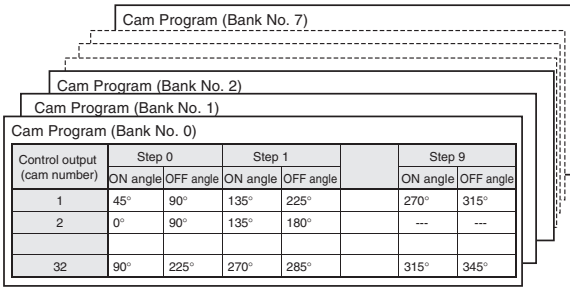 Cam Program (Bank No. 7)
Cam Program (Bank No. 2)
Cam Program (Bank No. 1)
Cam Program (Bank No. 0)
Control output (cam number) Step 0 Step 1 Step 9
ON angle OFF angle ON angle OFF angle ON angle OFF angle
1 45° 90° 135° 225° 270° 315°
2 0° 90° 135° 180° --- ---
32 90° 225° 270° 285° 315° 345°